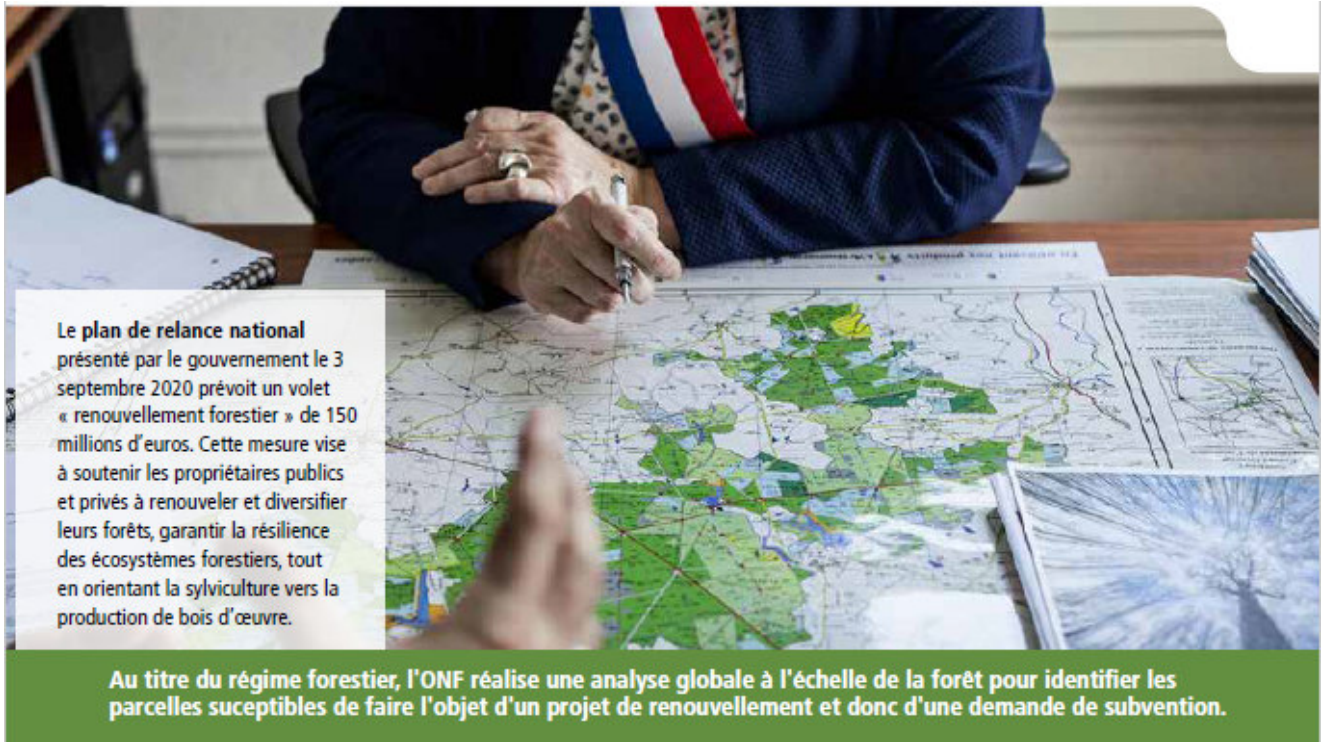 Le plan de relance national
présenté par le gouvernement le 3
septembre 2020 prévoit un volet
« renouvellement forestier » de 150
millions d'euros. Cette mesure vise
à soutenir les propriétaires publics
et privés à renouveler et diversifier
leurs forêts, garantir la résilience
des écosystèmes forestiers, tout
en orientant la sylviculture vers la
production de bois d'œuvre.
Au titre du régime forestier, l'ONF réalise une analyse globale à l'échelle de la forêt pour identifier les
parcelles suceptibles de faire l'objet d'un projet de renouvellement et donc d'une demande de subvention.